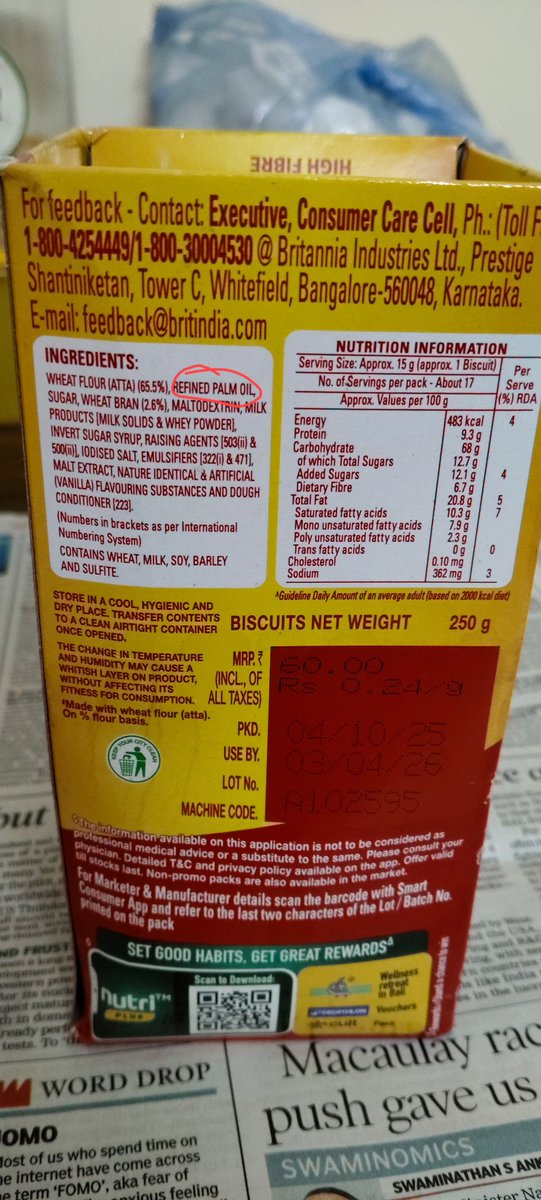 HIGH FIBRE
For feedback - Contact: Executive, Consumer Care Cell, Ph.: (Toll F
1-800-4254449/1-800-30004530 @ Britannia Industries Ltd., Prestige
Shantiniketan, Tower C, Whitefield, Bangalore-560048, Karnataka.
E-mail: feedback@britindia.com
INGREDIENTS:
WHEAT FLOUR (ATTA) (65.5%), REFINED PALM OIL,
SUGAR, WHEAT BRAN (2.6%), MALTODEXTRIN, MILK
PRODUCTS [MILK SOLIDS & WHEY POWDER],
INVERT SUGAR SYRUP, RAISING AGENTS [503(ii) &
500(ii)], IODISED SALT, EMULSIFIERS [322(i) & 471],
MALT EXTRACT, NATURE IDENTICAL & ARTIFICIAL
(VANILLA) FLAVOURING SUBSTANCES AND DOUGH
CONDITIONER [223].
(Numbers in brackets as per International
Numbering System)
CONTAINS WHEAT, MILK, SOY, BARLEY
AND SULFITE.
NUTRITION INFORMATION
Serving Size: Approx. 15 g (approx. 1 Biscuit)
No. of Servings per pack - About 17
Approx. Values per 100 g
Per
Serve
(%) RDA
Energy 483 kcal 4
Protein 9.3 g
Carbohydrate 68 g
of which Total Sugars 12.7 g
Added Sugars 12.1 g 4
Dietary Fibre 6.7 g
Total Fat 20.8 g 5
Saturated fatty acids 10.3 g 7
Mono unsaturated fatty acids 7.9 g
Poly unsaturated fatty acids 2.3 g
Trans fatty acids 0 g 0
Cholesterol 0.10 mg
Sodium 362 mg 3
^Guideline Daily Amount of an average adult (based on 2000 kcal diet)
STORE IN A COOL, HYGIENIC AND
DRY PLACE. TRANSFER CONTENTS
TO A CLEAN AIRTIGHT CONTAINER
ONCE OPENED.
THE CHANGE IN TEMPERATURE
AND HUMIDITY MAY CAUSE A
WHITISH LAYER ON PRODUCT,
WITHOUT AFFECTING ITS
FITNESS FOR CONSUMPTION.
*Made with wheat flour (atta).
On % flour basis.
KEEP YOUR CITY CLEAN
BISCUITS NET WEIGHT 250 g
MRP. ₹ 60.00
(INCL., OF Rs 0.24/g
ALL TAXES)
PKD. 04/10/25
USE BY. 03/04/26
LOT No.
MACHINE CODE. A102595
◊The information available on this application is not to be considered as
professional medical advice or a substitute to the same. Please consult your
physician. Detailed T&C and privacy policy available on the app. Offer valid
till stocks last. Non-promo packs are also available in the market.
For Marketer & Manufacturer details scan the barcode with Smart
Consumer App and refer to the last two characters of the Lot / Batch No.
printed on the pack
SET GOOD HABITS, GET GREAT REWARDS^Δ
nutri™
PLUS
Scan to Download:
Wellness
retreat
in Bali
DECATHLON
Vouchers
cult
Pass
but
AND FRUST
tests. To
WORD DROP
FOMO
Most of us who spend time on
the internet have come across
the term 'FOMO', aka fear of
anxious feeling
Macaulay rac
push gave us
SWAMINOMICS
SWAMINATHAN S ANK